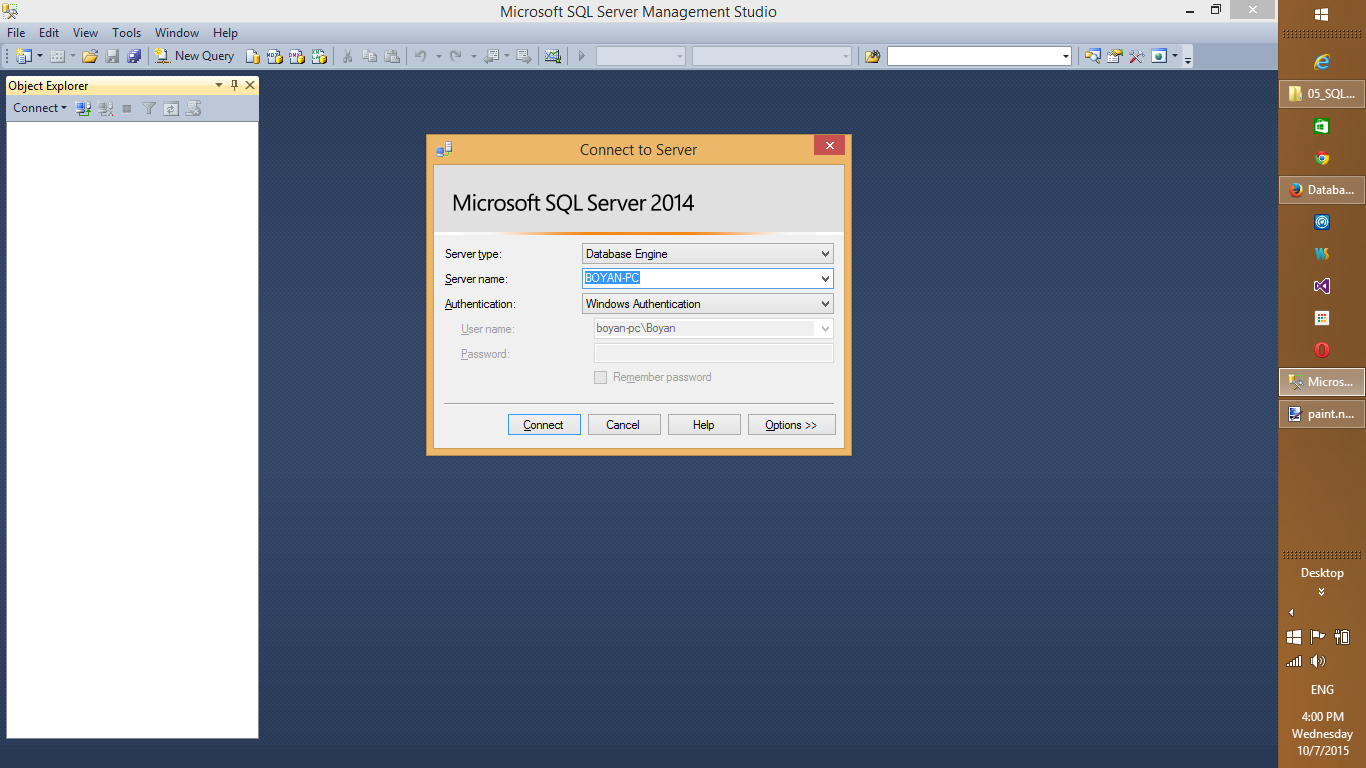 Microsoft SQL Server Management Studio
File Edit View Tools Window Help
New Query
Object Explorer
Connect
Connect to Server
Microsoft SQL Server 2014
Server type: Database Engine
Server name: BOYAN-PC
Authentication: Windows Authentication
User name: boyan-pc\Boyan
Password:
Remember password
Connect Cancel Help Options >>
05_SQL...
Databa...
Micros...
paint.n...
Desktop
ENG
4:00 PM
Wednesday
10/7/2015